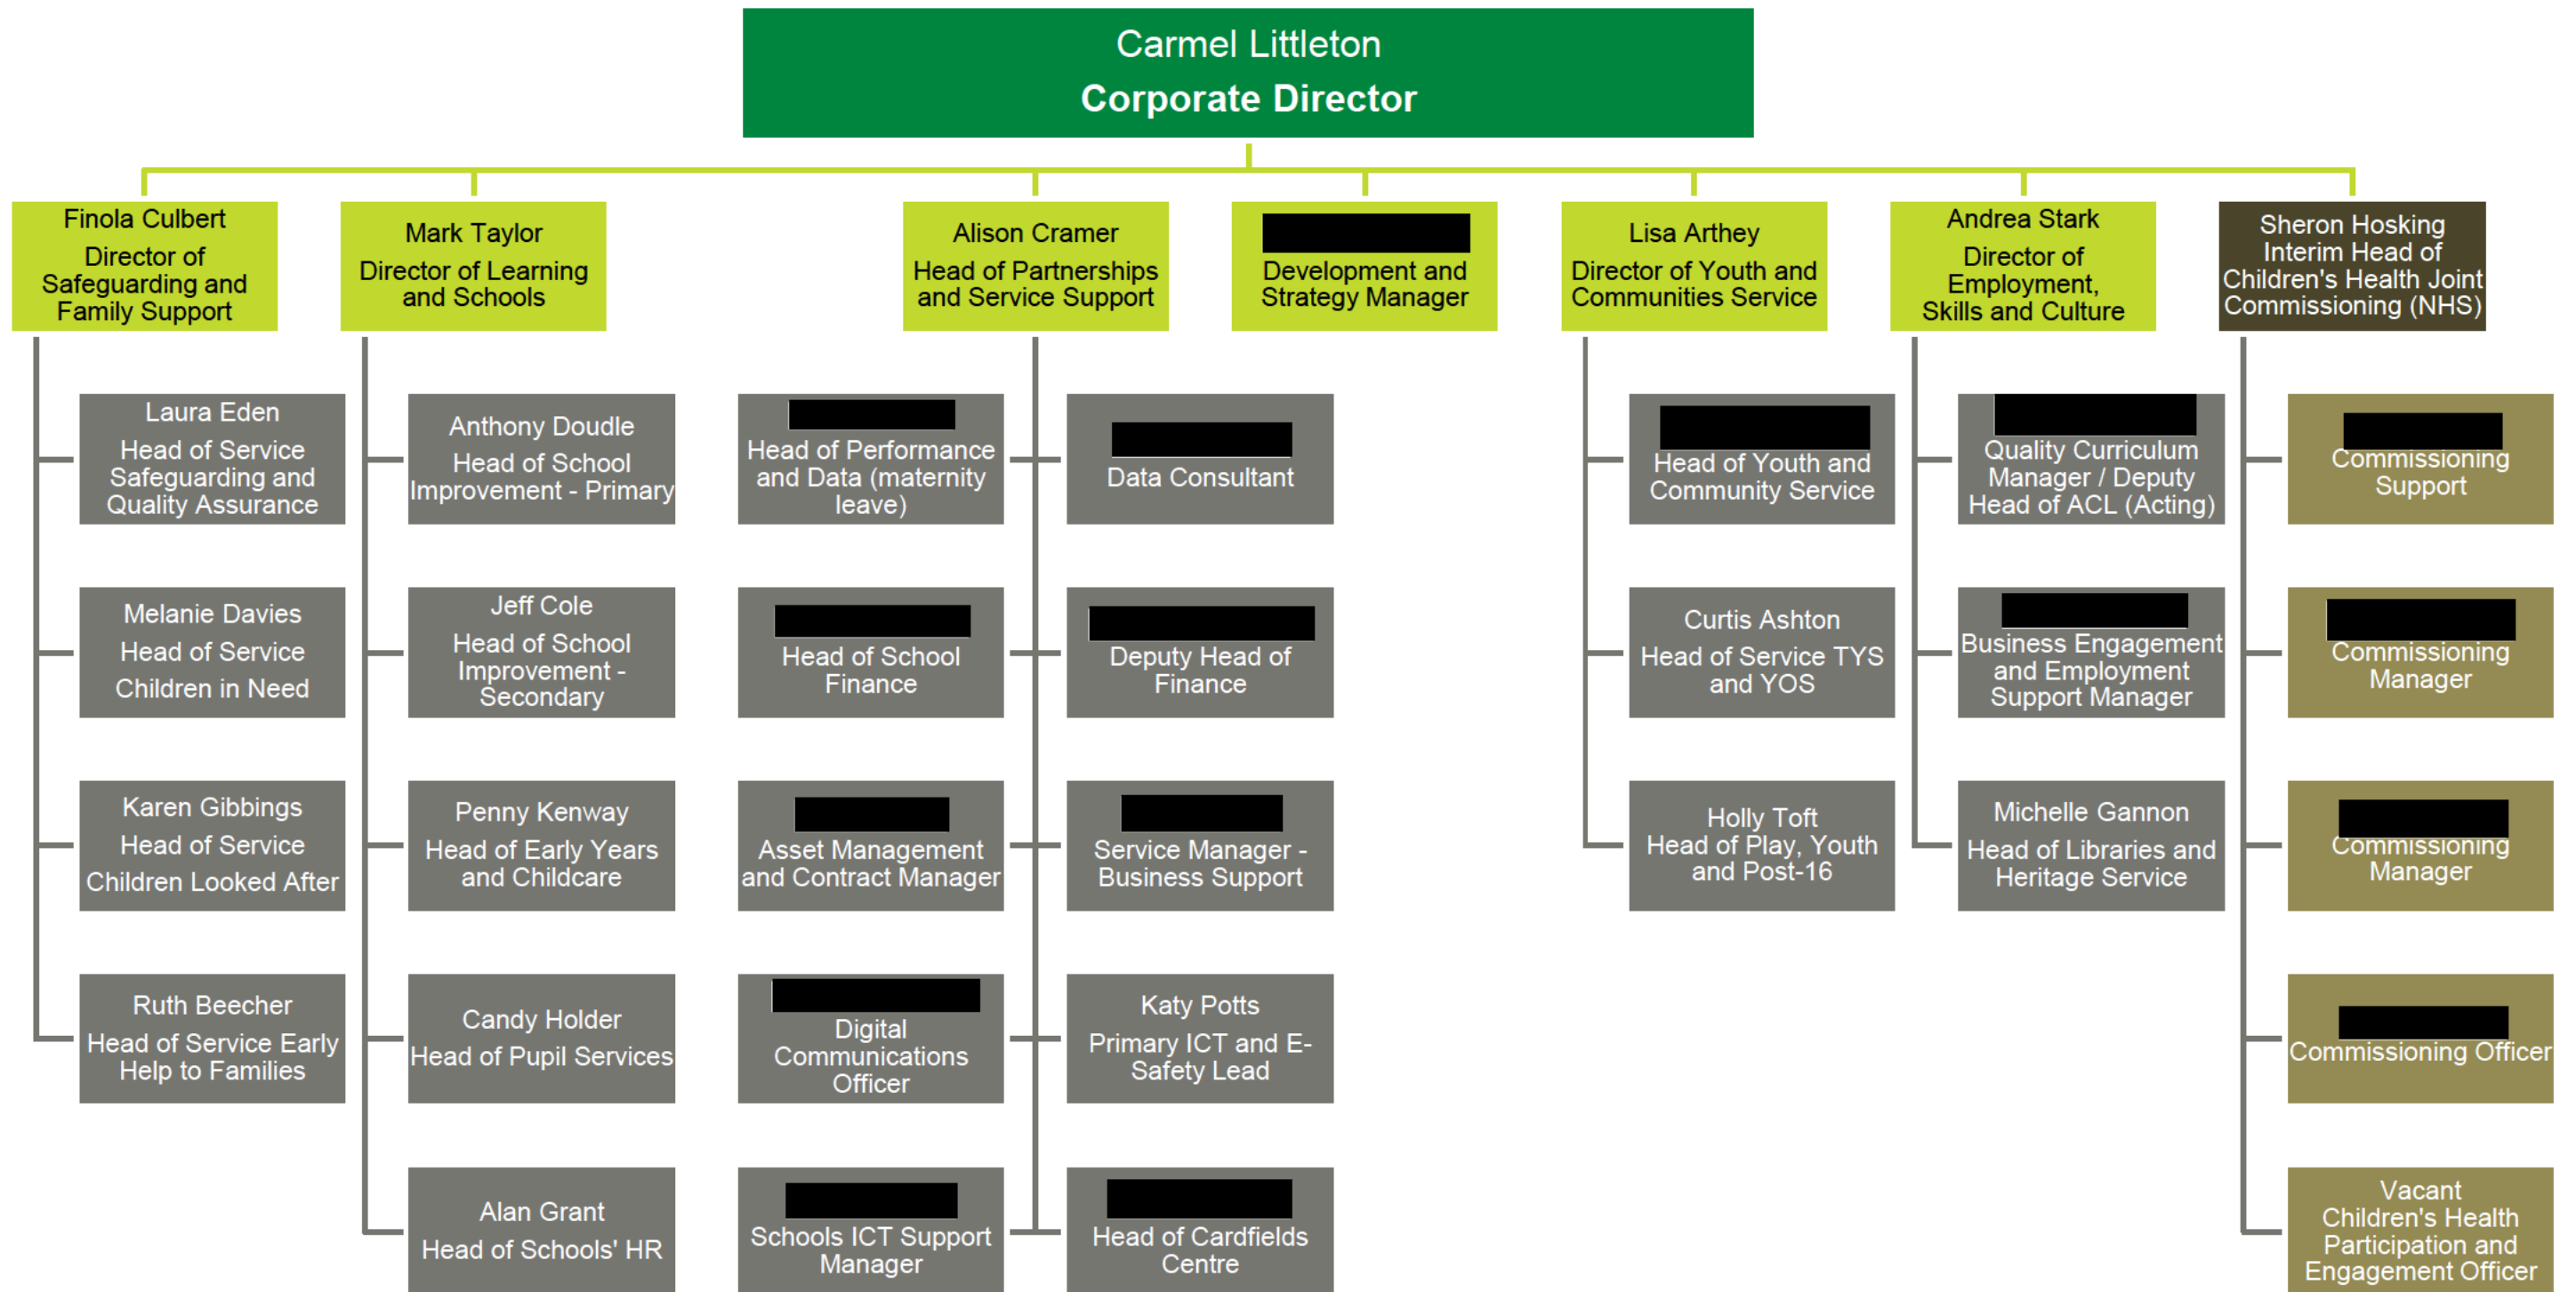 Carmel Littleton
Corporate Director
Finola Culbert
Director of
Safeguarding and
Family Support
Mark Taylor
Director of Learning
and Schools
Alison Cramer
Head of Partnerships
and Service Support
Development and
Strategy Manager
Lisa Arthey
Director of Youth and
Communities Service
Andrea Stark
Director of
Employment,
Skills and Culture
Sheron Hosking
Interim Head of
Children's Health Joint
Commissioning (NHS)
Laura Eden
Head of Service
Safeguarding and
Quality Assurance
Melanie Davies
Head of Service
Children in Need
Karen Gibbings
Head of Service
Children Looked After
Ruth Beecher
Head of Service Early
Help to Families
Anthony Doudle
Head of School
Improvement - Primary
Jeff Cole
Head of School
Improvement -
Secondary
Penny Kenway
Head of Early Years
and Childcare
Candy Holder
Head of Pupil Services
Alan Grant
Head of Schools' HR
Head of Performance
and Data (maternity
leave)
Data Consultant
Head of School
Finance
Deputy Head of
Finance
Asset Management
and Contract Manager
Service Manager -
Business Support
Digital
Communications
Officer
Katy Potts
Primary ICT and E-
Safety Lead
Schools ICT Support
Manager
Head of Cardfields
Centre
Head of Youth and
Community Service
Curtis Ashton
Head of Service TYS
and YOS
Holly Toft
Head of Play, Youth
and Post-16
Quality Curriculum
Manager / Deputy
Head of ACL (Acting)
Business Engagement
and Employment
Support Manager
Michelle Gannon
Head of Libraries and
Heritage Service
Commissioning
Support
Commissioning
Manager
Commissioning
Manager
Commissioning Officer
Vacant
Children's Health
Participation and
Engagement Officer